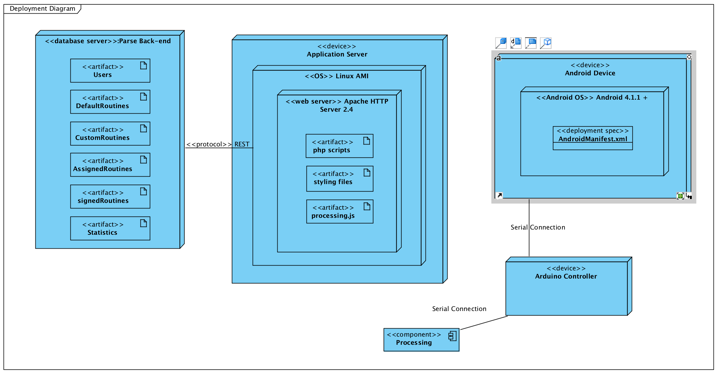 Deployment Diagram
<<database server>>:Parse Back-end
<<artifact>>
Users
<<artifact>>
DefaultRoutines
<<artifact>>
CustomRoutines
<<artifact>>
AssignedRoutines
<<artifact>>
signedRoutines
<<artifact>>
Statistics
<<protocol>> REST
<<device>>
Application Server
<<OS>> Linux AMI
<<web server>> Apache HTTP
Server 2.4
<<artifact>>
php scripts
<<artifact>>
styling files
<<artifact>>
processing.js
<<device>>
Android Device
<<Android OS>> Android 4.1.1 +
<<deployment spec>>
AndroidManifest.xml
Serial Connection
<<device>>
Arduino Controller
Serial Connection
<<component>>
Processing